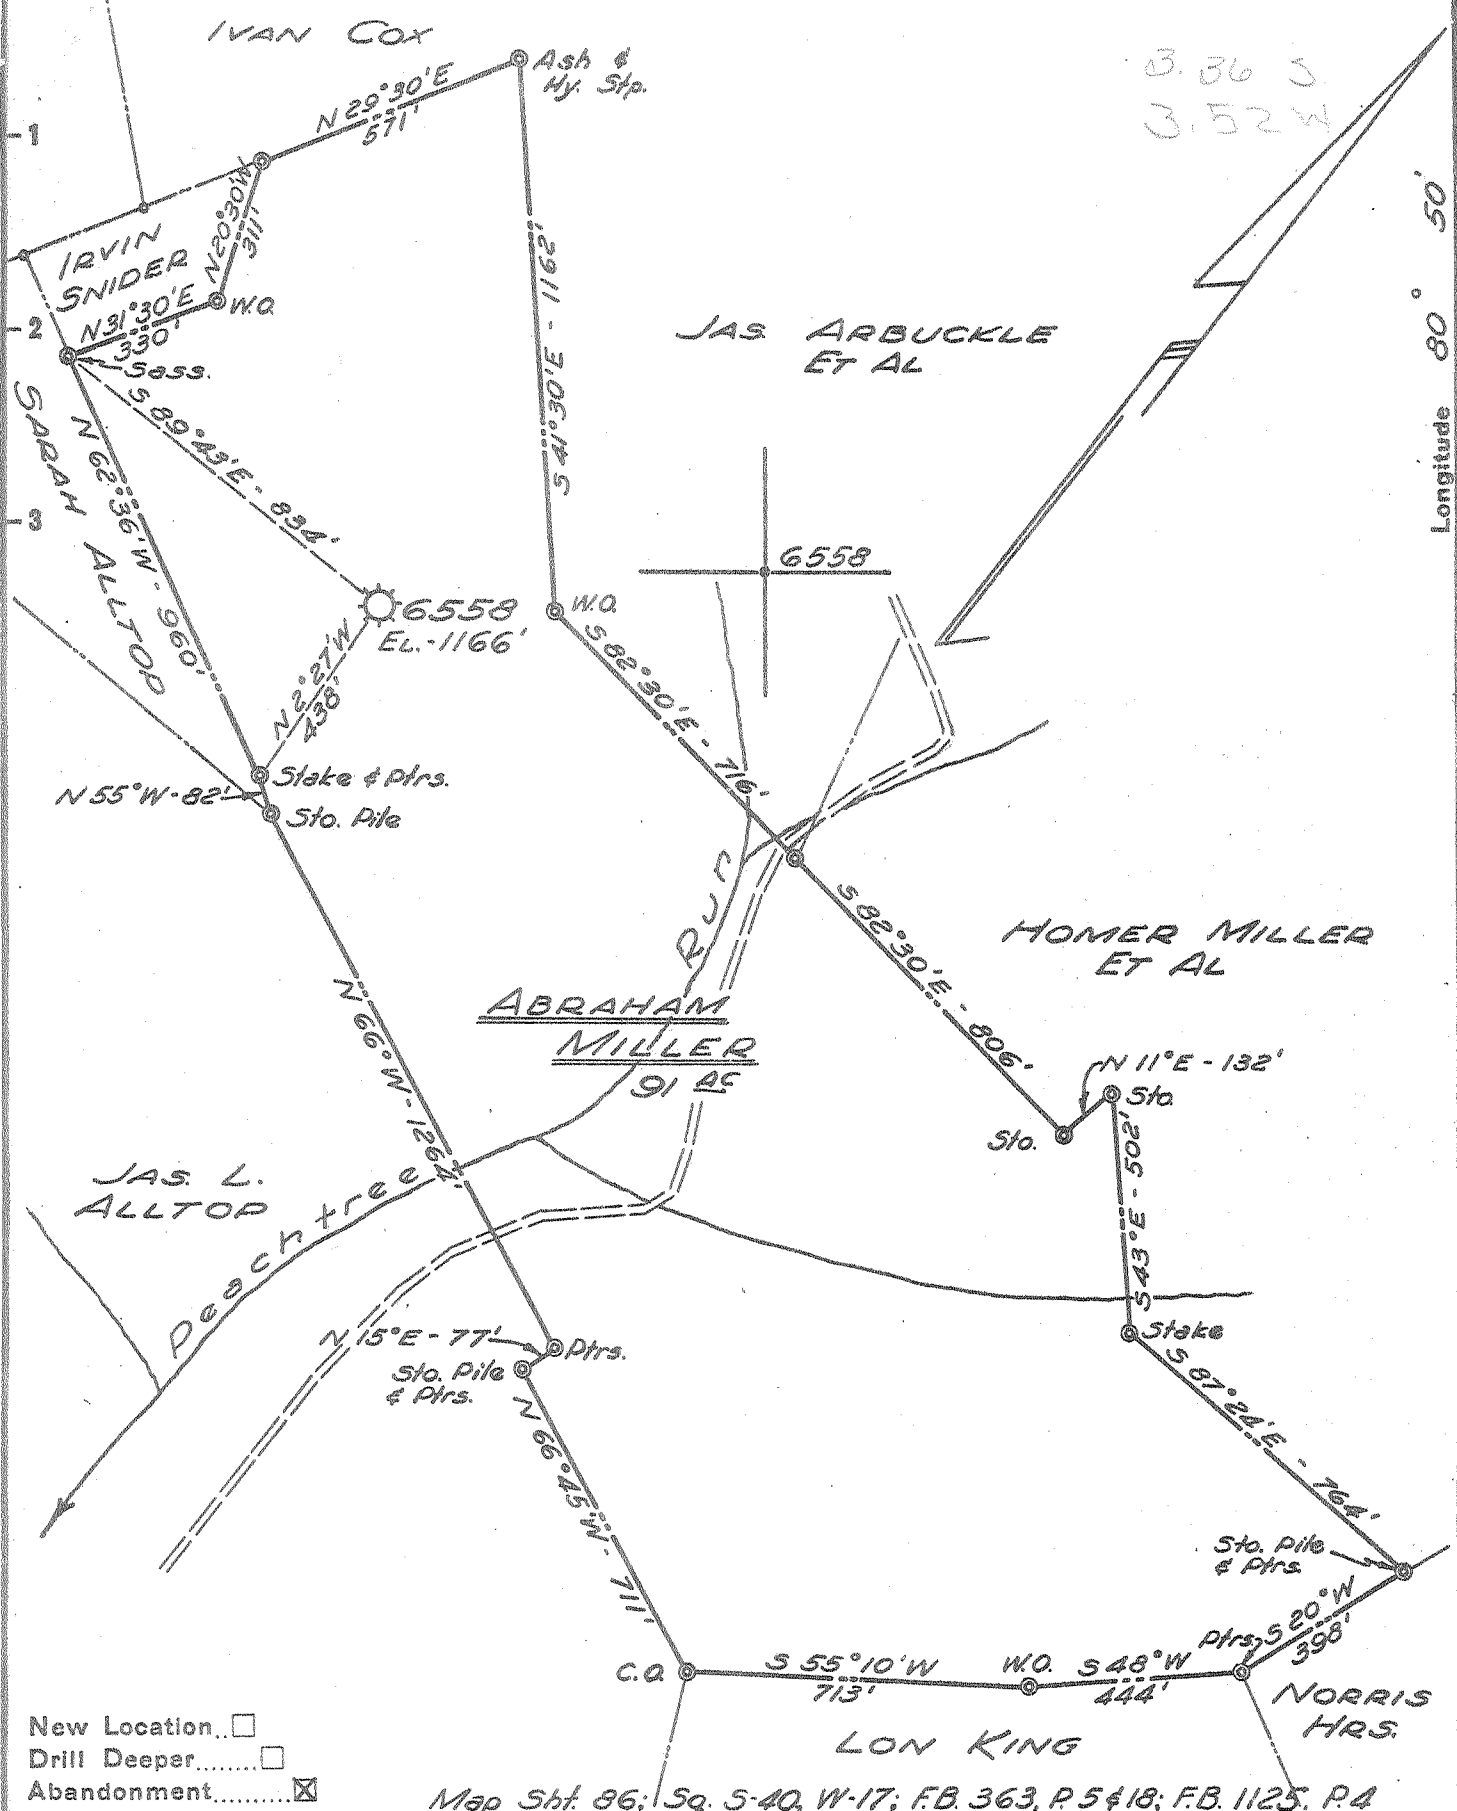 IVAN COX
Ash &
Hy. Stp.
3.36 S.
3.52 W
N 29°30'E
571'
1
N 20°30'W
311'
50'
IRVIN
SNIDER
N 31°30'E
330'
W.O.
2
Sass.
S 41°30'E - 1162'
JAS. ARBUCKLE
ET AL
80°
Longitude
SARAH ALLTOP
N 62°36'W - 960'
S 89°43'E - 834'
3
6558
6558
EL.-1166'
W.O.
N 2°27'W
438'
S 82°30'E - 716'
Stake & Ptrs.
N 55°W-82'
Sto. Pile
Run
S 82°30'E - 806'
HOMER MILLER
ET AL
N 66°W - 1267'
ABRAHAM
MILLER
91 AC
N 11°E - 132'
Sto.
Sto.
S 43°E - 502'
JAS. L.
ALLTOP
Peachtree
N 15°E - 77'
Ptrs.
Sto. Pile
& Ptrs.
Stake
S 87°24'E - 764'
N 66°45'W - 711'
Sto. Pile
& Ptrs.
S 20°W
398'
Ptrs.
C.O.
S 55°10'W
713'
W.O.
S 48°W
444'
NORRIS
HRS.
LON KING
New Location..☐
Drill Deeper........☐
Abandonment..........☒
Map Sht. 86; Sq. S-40, W-17; F.B. 363, P. 5 & 18; F.B. 1125, P. 4